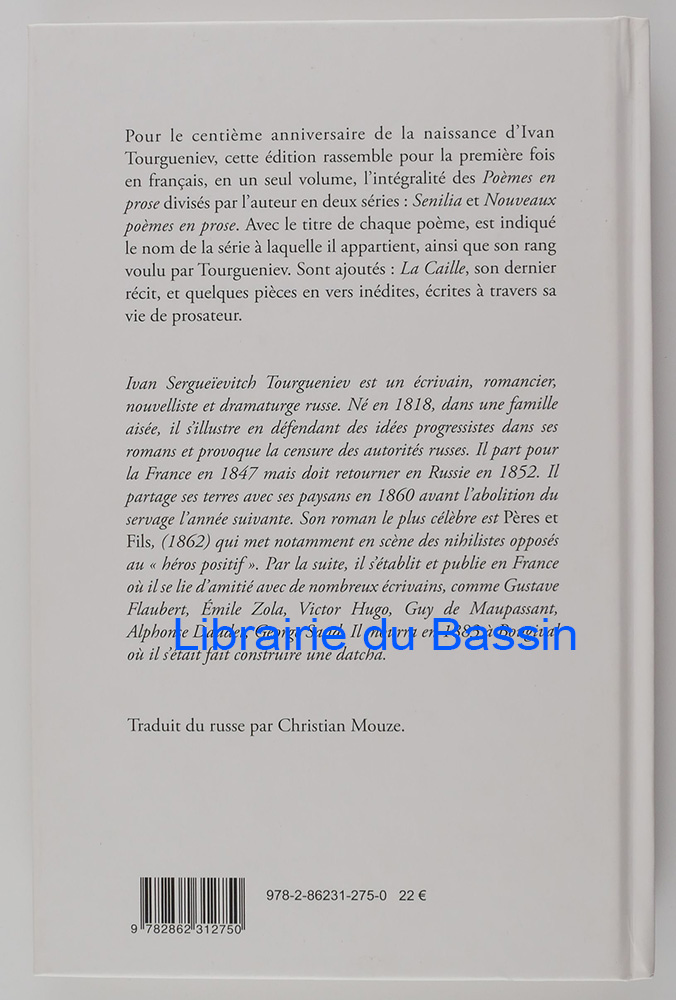 Pour le centième anniversaire de la naissance d'Ivan
Tourgueniev, cette édition rassemble pour la première fois
en français, en un seul volume, l'intégralité des Poèmes en
prose divisés par l'auteur en deux séries : Senilia et Nouveaux
poèmes en prose. Avec le titre de chaque poème, est indiqué
le nom de la série à laquelle il appartient, ainsi que son rang
voulu par Tourgueniev. Sont ajoutés : La Caille, son dernier
récit, et quelques pièces en vers inédites, écrites à travers sa
vie de prosateur.
Ivan Sergueïevitch Tourgueniev est un écrivain, romancier,
nouvelliste et dramaturge russe. Né en 1818, dans une famille
aisée, il s'illustre en défendant des idées progressistes dans ses
romans et provoque la censure des autorités russes. Il part pour
la France en 1847 mais doit retourner en Russie en 1852. Il
partage ses terres avec ses paysans en 1860 avant l'abolition du
servage l'année suivante. Son roman le plus célèbre est Pères et
Fils, (1862) qui met notamment en scène des nihilistes opposés
au « héros positif ». Par la suite, il s'établit et publie en France
où il se lie d'amitié avec de nombreux écrivains, comme Gustave
Flaubert, Émile Zola, Victor Hugo, Guy de Maupassant,
Alphonse Daudet, George Sand. Il mourra en 1883 à Bougival
Librairie du Bassin
où il s'était fait construire une datcha.
Traduit du russe par Christian Mouze.
978-2-86231-275-0 22 €
9 782862 312750